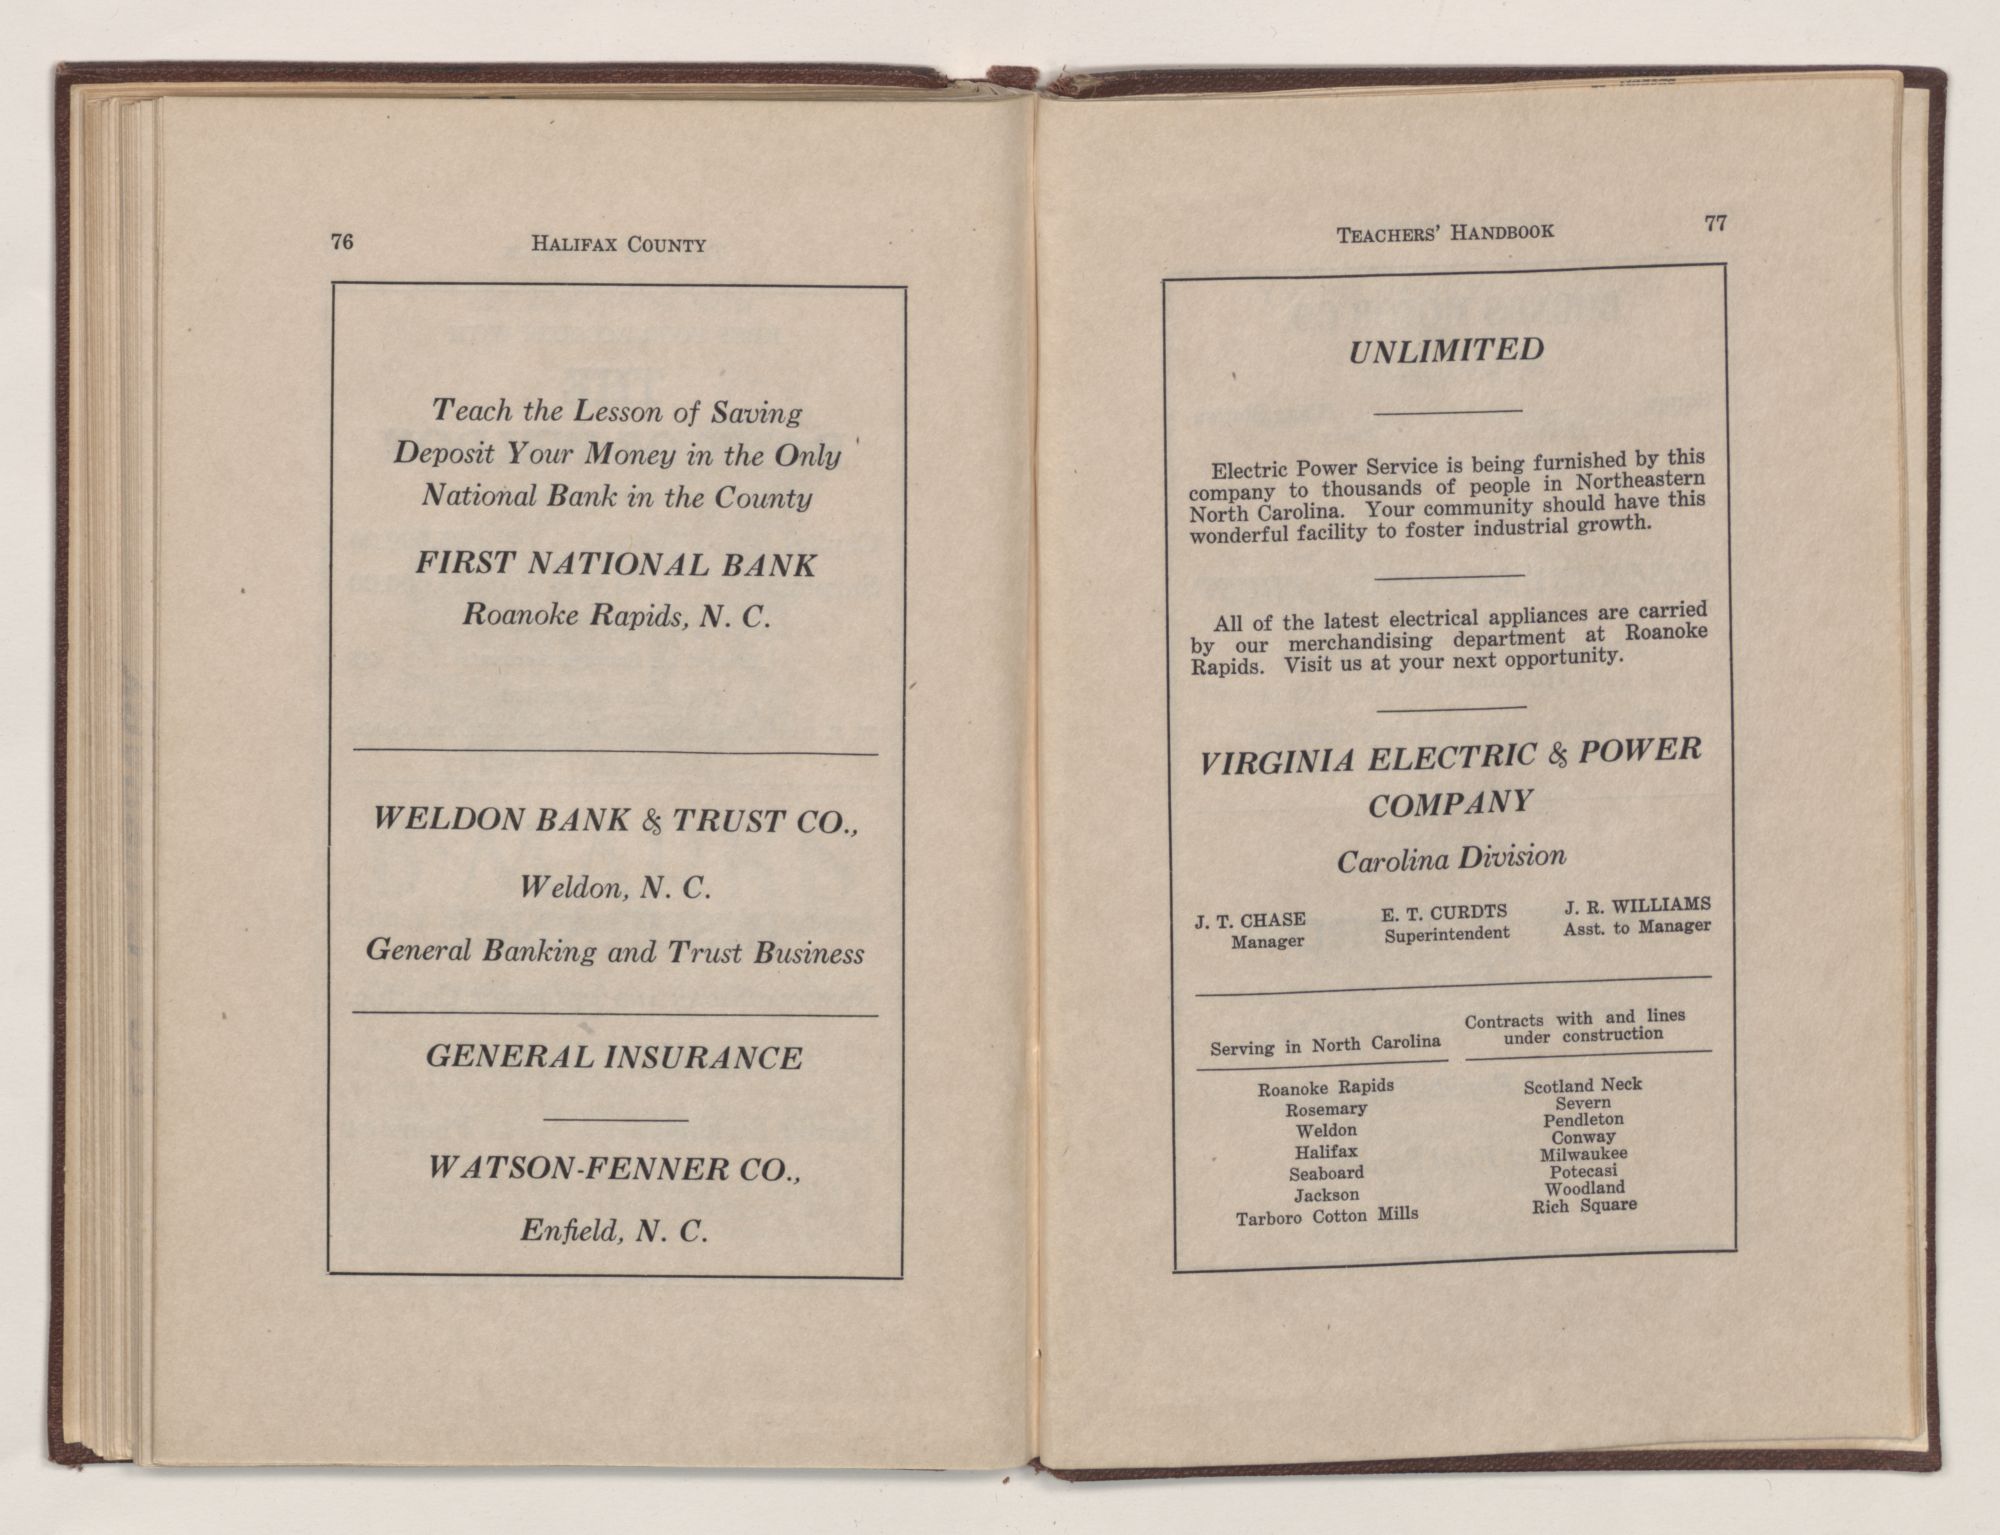 76
HALIFAX COUNTY
Teach the Lesson of Saving
Deposit Your Money in the Only
National Bank in the County
FIRST NATIONAL BANK
Roanoke Rapids, N. C.
WELDON BANK & TRUST CO.,
Weldon, N. C.
General Banking and Trust Business
GENERAL INSURANCE
WATSON-FENNER CO.,
Enfield, N. C.
TEACHERS' HANDBOOK
77
UNLIMITED
Electric Power Service is being furnished by this
company to thousands of people in Northeastern
North Carolina. Your community should have this
wonderful facility to foster industrial growth.
All of the latest electrical appliances are carried
by our merchandising department at Roanoke
Rapids. Visit us at your next opportunity.
VIRGINIA ELECTRIC & POWER
COMPANY
Carolina Division
J. T. CHASE
Manager
E. T. CURDTS
Superintendent
J. R. WILLIAMS
Asst. to Manager
Serving in North Carolina
Roanoke Rapids
Rosemary
Weldon
Halifax
Seaboard
Jackson
Tarboro Cotton Mills
Contracts with and lines
under construction
Scotland Neck
Severn
Pendleton
Conway
Milwaukee
Potecasi
Woodland
Rich Square